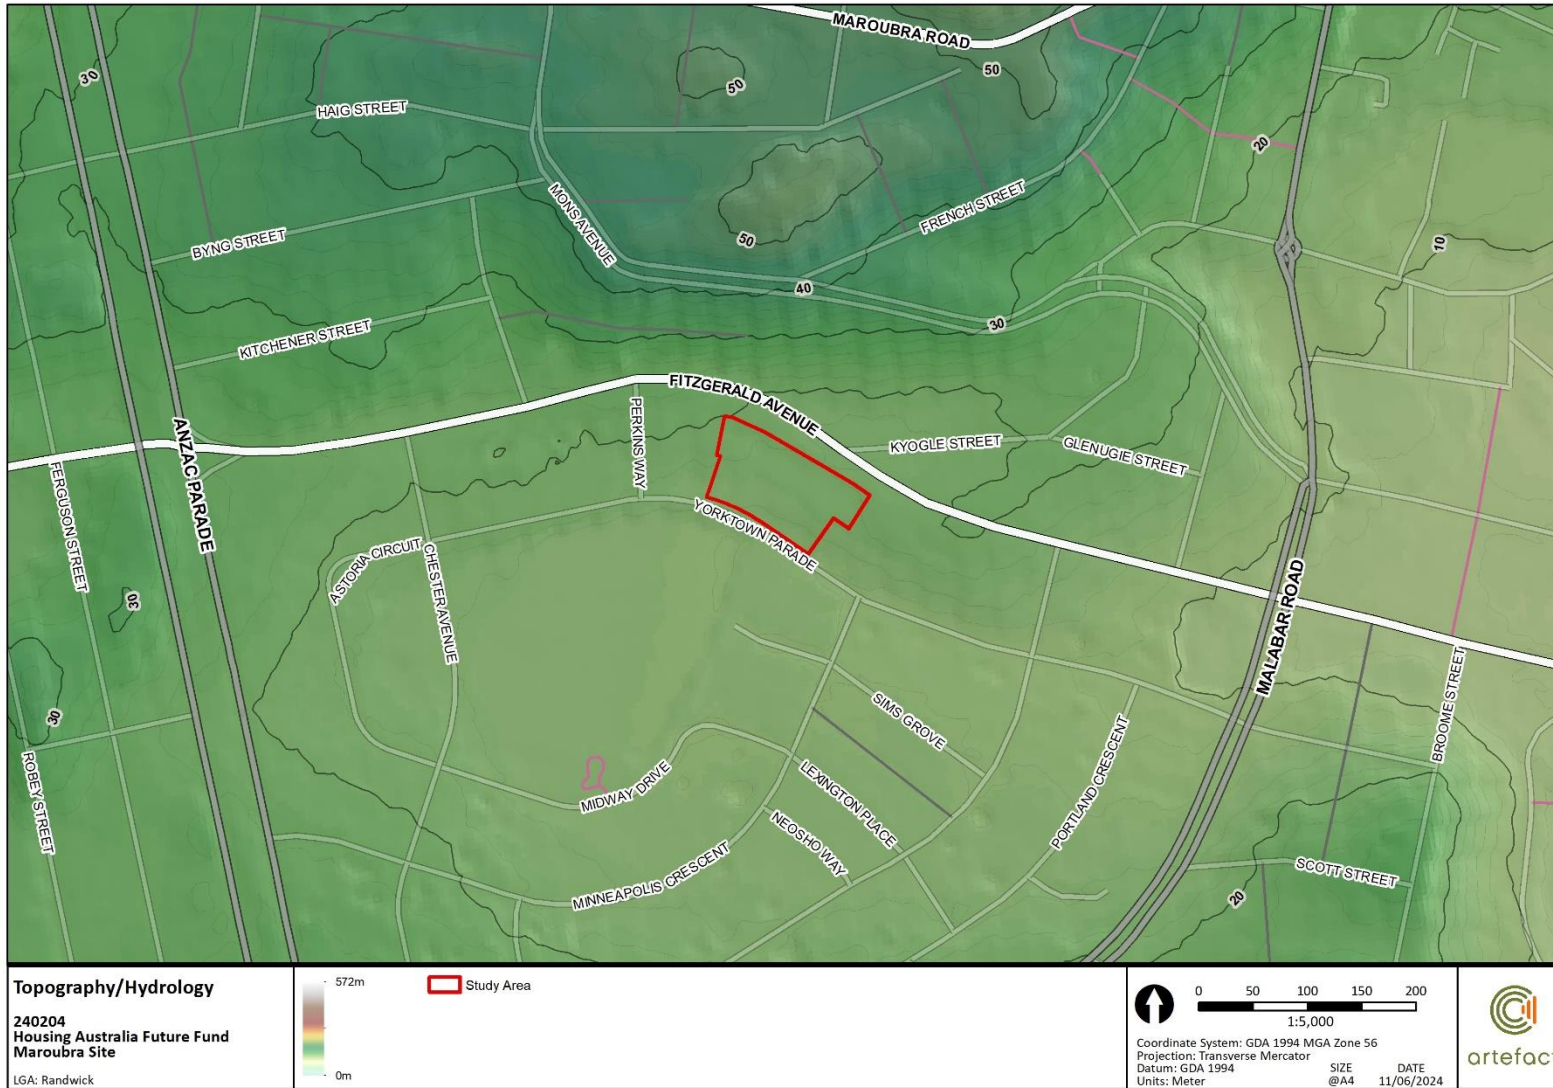 MAROUBRA ROAD
30
50
50
HAIG STREET
20
MONS AVENUE
FRENCH STREET
BYNG STREET
50
10
40
30
KITCHENER STREET
FITZGERALD AVENUE
PERKINS WAY
ANZAC PARADE
KYOGLE STREET
GLENUGIE STREET
FERGUSON STREET
YORKTOWN PARADE
ASTORIA CIRCUIT
CHESTER AVENUE
30
MALABAR ROAD
BROOME STREET
SIMS GROVE
30
ROBEY STREET
PORTLAND CRESCENT
MIDWAY DRIVE
LEXINGTON PLACE
NEOSHO WAY
MINNEAPOLIS CRESCENT
SCOTT STREET
20
Topography/Hydrology
240204
Housing Australia Future Fund
Maroubra Site
LGA: Randwick
572m
0m
Study Area
0 50 100 150 200
1:5,000
Coordinate System: GDA 1994 MGA Zone 56
Projection: Transverse Mercator
Datum: GDA 1994
Units: Meter
SIZE
@A4
DATE
11/06/2024
artefact